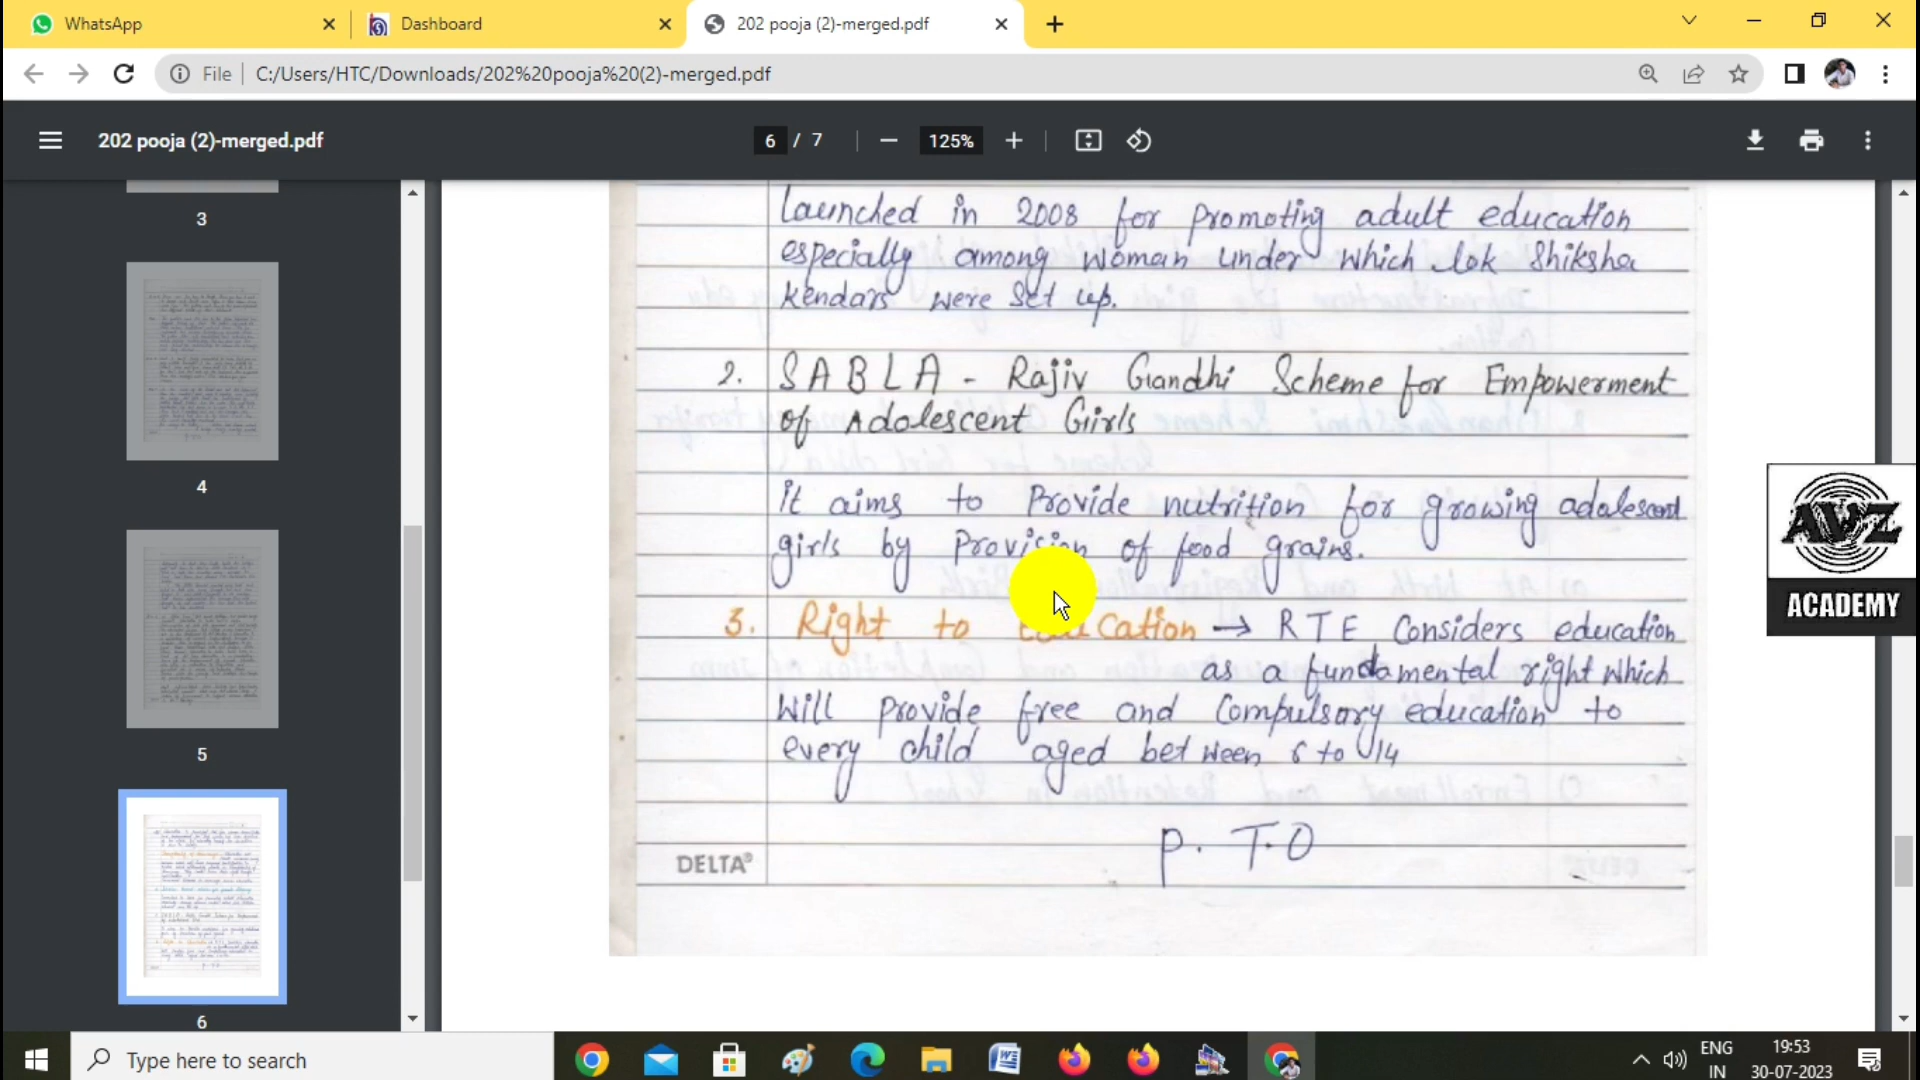 WhatsApp
Dashboard
202 pooja (2)-merged.pdf
File
C:/Users/HTC/Downloads/202%20pooja%20(2)-merged.pdf
202 pooja (2)-merged.pdf
6 / 7
125%
3
4
5
6
launched in 2008 for promoting adult education
especially among woman under which lok Shiksha
Kendars were set up.
2. SABLA - Rajiv Gandhi Scheme for Empowerment
of Adolescent Girls
it aims to Provide nutrition for growing adolescent
girls by provision of food grains.
3. Right to Education → RTE Considers education
as a fundamental right which
Will provide free and Compulsory education to
every child aged between 6 to 14
P. T.O
DELTA®
AVZ
ACADEMY
Type here to search
ENG
IN
19:53
30-07-2023